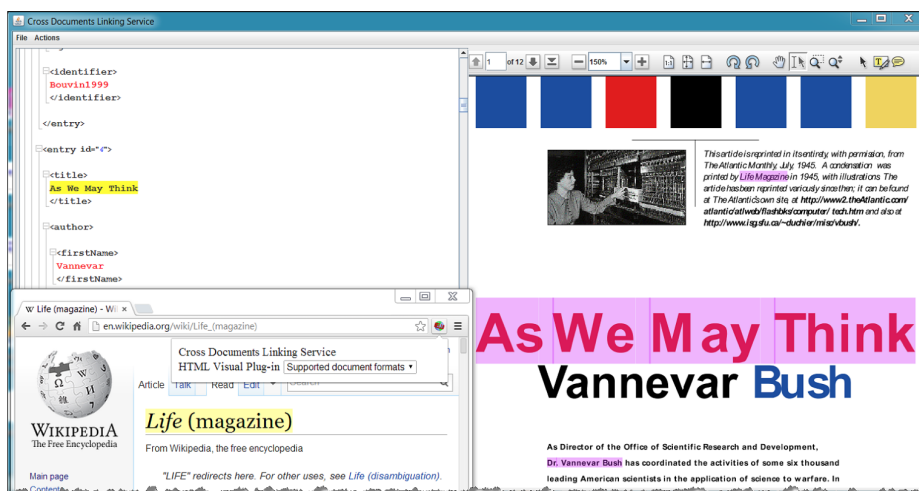 Cross Documents Linking Service
File Actions
<identifier>
Bouvin1999
</identifier>
</entry>
<entry id="4">
<title>
As We May Think
</title>
<author>
<firstName>
Vannevar
</firstName>
1 of 12 150%
This article is reprinted in its entirety, with permission, from
The Atlantic Monthly, July, 1945. A condensation was
printed by Life Magazine in 1945, with illustrations. The
article has been reprinted variously since then; it can be found
at The Atlantic's own site, at http://www2.theAtlantic.com/
atlantic/atlweb/flashbks/computer/ tech.htm and also at
http://www.isg.sfu.ca/~duchier/misc/vbush/.
As We May Think
Vannevar Bush
As Director of the Office of Scientific Research and Development,
Dr. Vannevar Bush has coordinated the activities of some six thousand
leading American scientists in the application of science to warfare. In
W Life (magazine) - Wi
en.wikipedia.org/wiki/Life_(magazine)
Cross Documents Linking Service
HTML Visual Plug-in Supported document formats
Article Talk Read Edit Search
WIKIPEDIA
The Free Encyclopedia
Main page
Contents
Life (magazine)
From Wikipedia, the free encyclopedia
"LIFE" redirects here. For other uses, see Life (disambiguation).